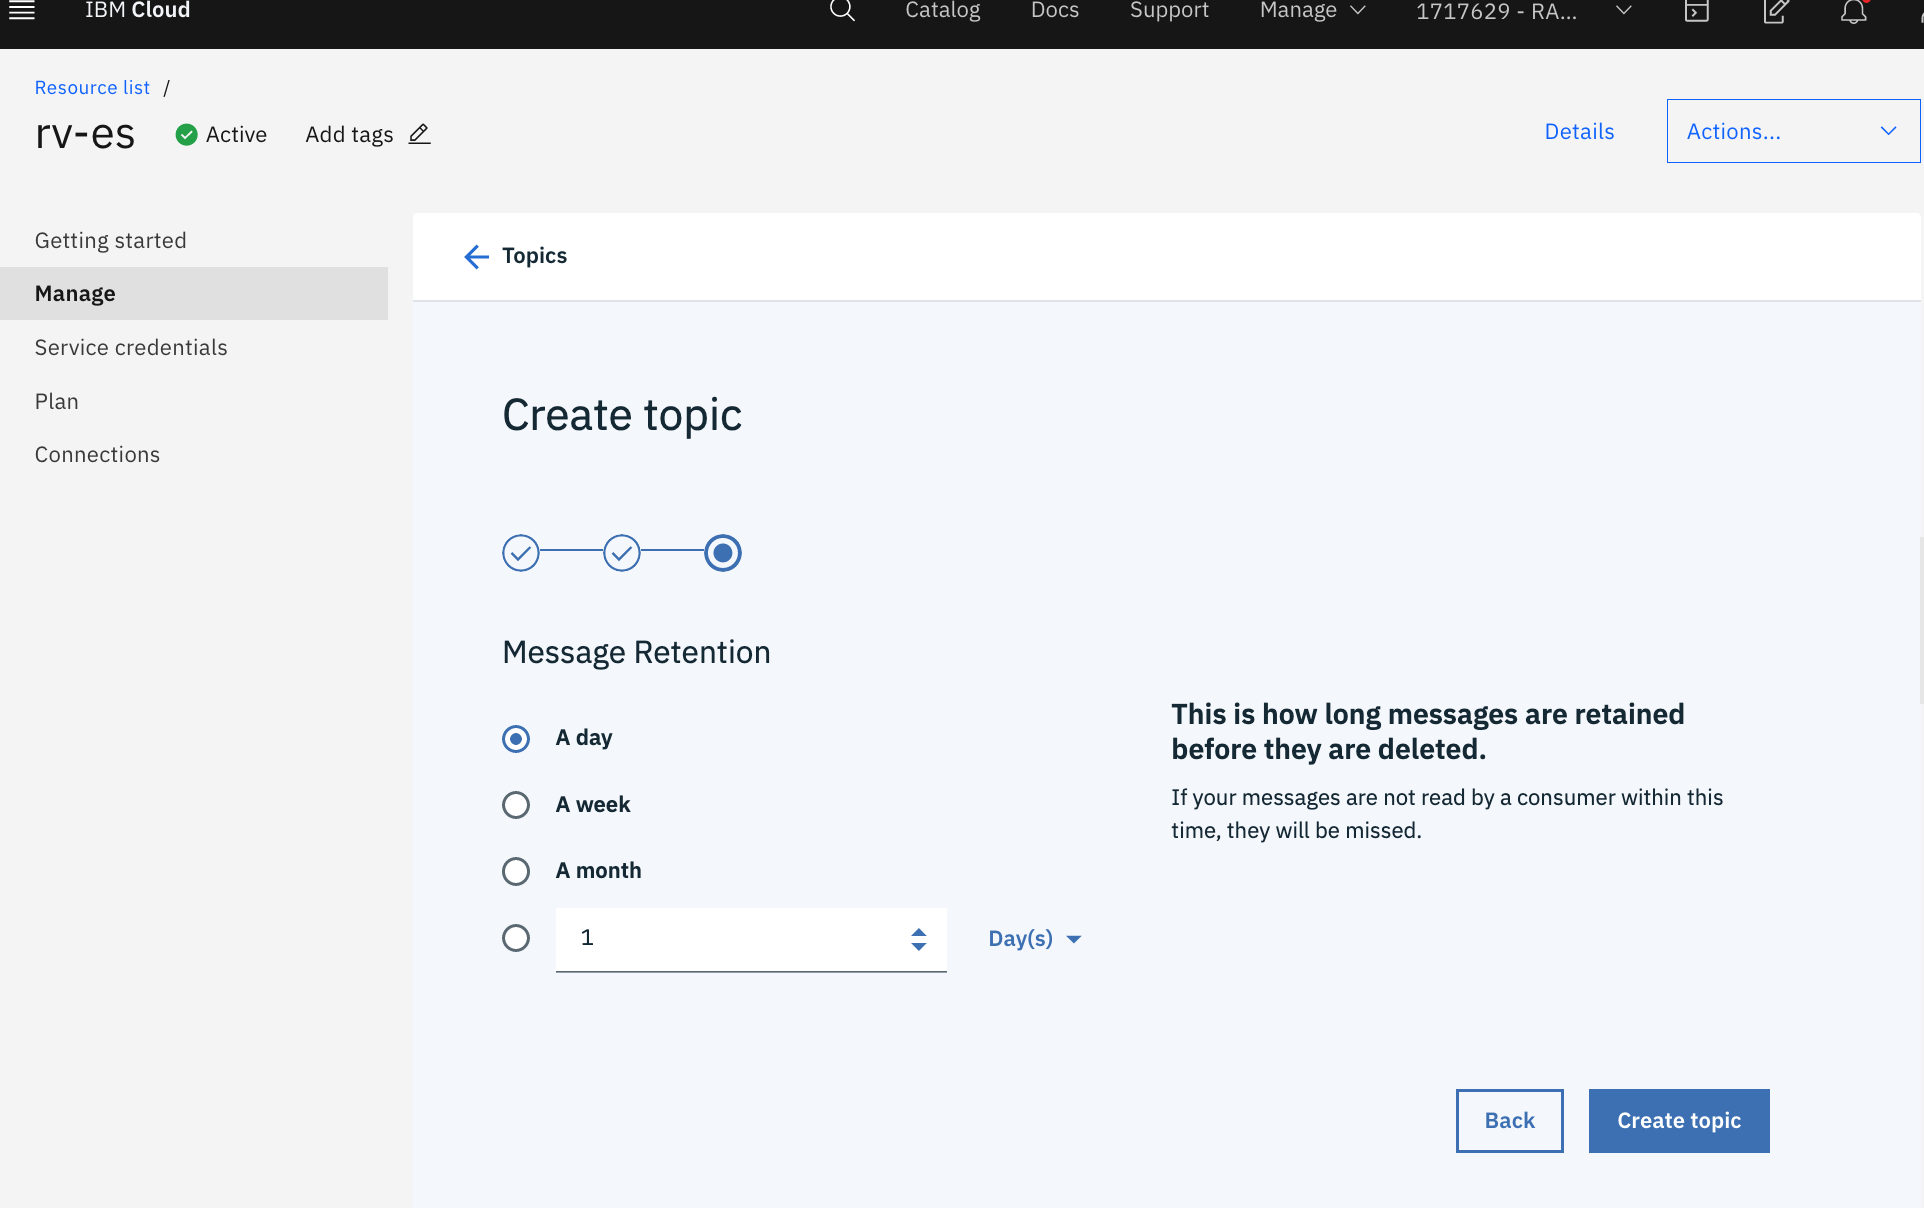 IBM Cloud
Catalog
Docs
Support
Manage
1717629 - RA...
Resource list /
rv-es
Active
Add tags
Details
Actions...
Getting started
Manage
Service credentials
Plan
Connections
Topics
Create topic
Message Retention
A day
A week
A month
1
Day(s)
This is how long messages are retained
before they are deleted.
If your messages are not read by a consumer within this
time, they will be missed.
Back
Create topic